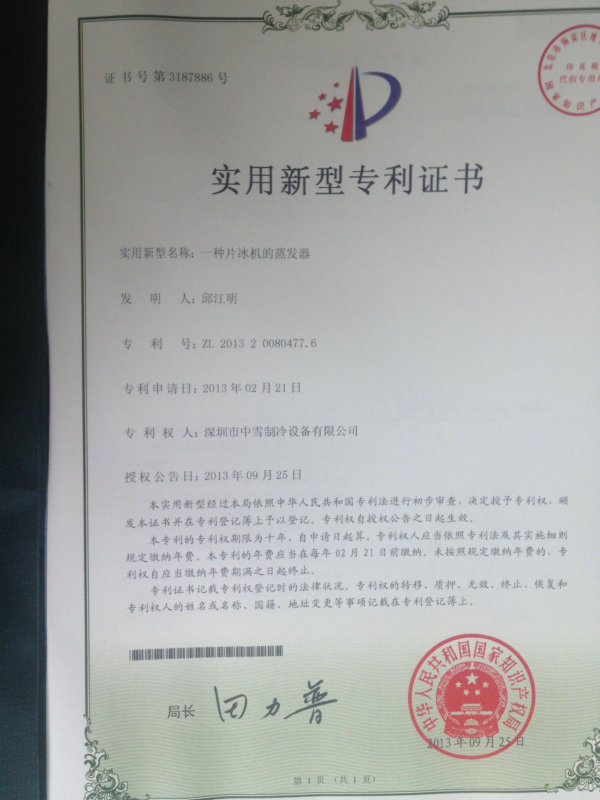 证书号第3187886号
印花税
代扣专用章
实用新型专利证书
实用新型名称：一种片冰机的蒸发器
发明人：邱江明
专利号：ZL 2013 2 0080477.6
专利申请日：2013年02月21日
专利权人：深圳市中雪制冷设备有限公司
授权公告日：2013年09月25日
本实用新型经过本局依照中华人民共和国专利法进行初步审查，决定授予专利权，颁
发本证书并在专利登记簿上予以登记。专利权自授权公告之日起生效。
本专利的专利权期限为十年，自申请日起算。专利权人应当依照专利法及其实施细则
规定缴纳年费。本专利的年费应当在每年02月21日前缴纳。未按照规定缴纳年费的，专
利权自应当缴纳年费期满之日起终止。
专利证书记载专利权登记时的法律状况。专利权的转移、质押、无效、终止、恢复和
专利权人的姓名或名称、国籍、地址变更等事项记载在专利登记簿上。
局长
田力普
中华人民共和国国家知识产权局
2013年09月25日
第1页（共1页）